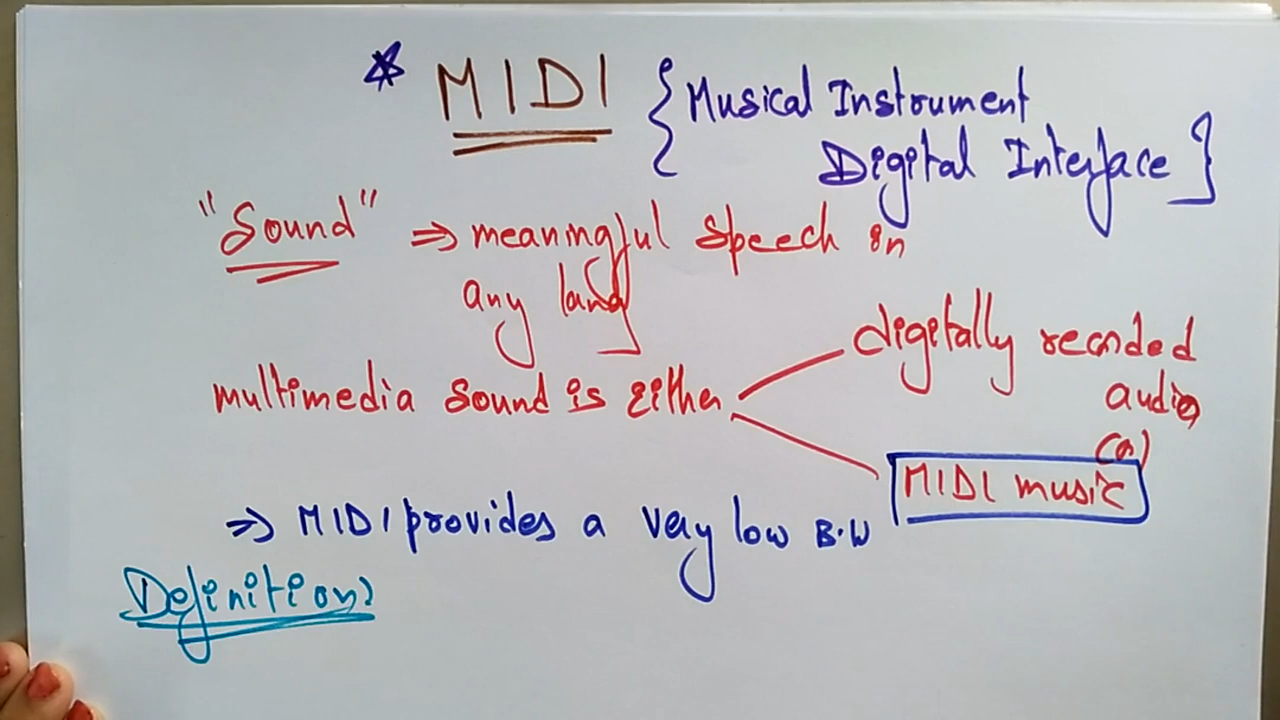 * MIDI { Musical Instrument
Digital Interface }
"Sound" ⇒ meaningful speech in
any lang
multimedia sound is either digitally recorded
audio
(or)
MIDI music
⇒ MIDI provides a very low B.W
Definition: